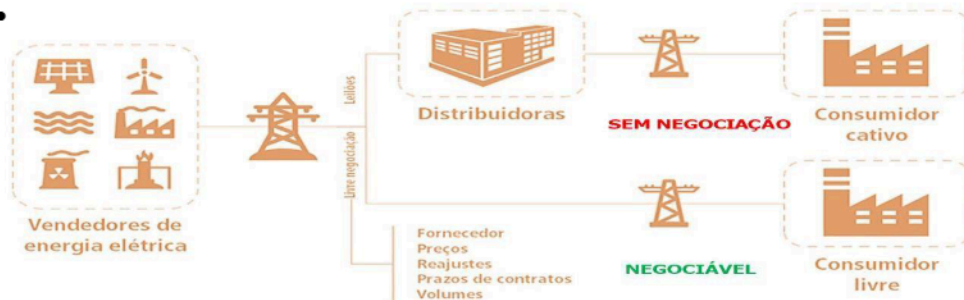 Vendedores de
energia elétrica
Leilões
Livre negociação
Distribuidoras
SEM NEGOCIAÇÃO
Consumidor
cativo
Fornecedor
Preços
Reajustes
Prazos de contratos
Volumes
NEGOCIÁVEL
Consumidor
livre